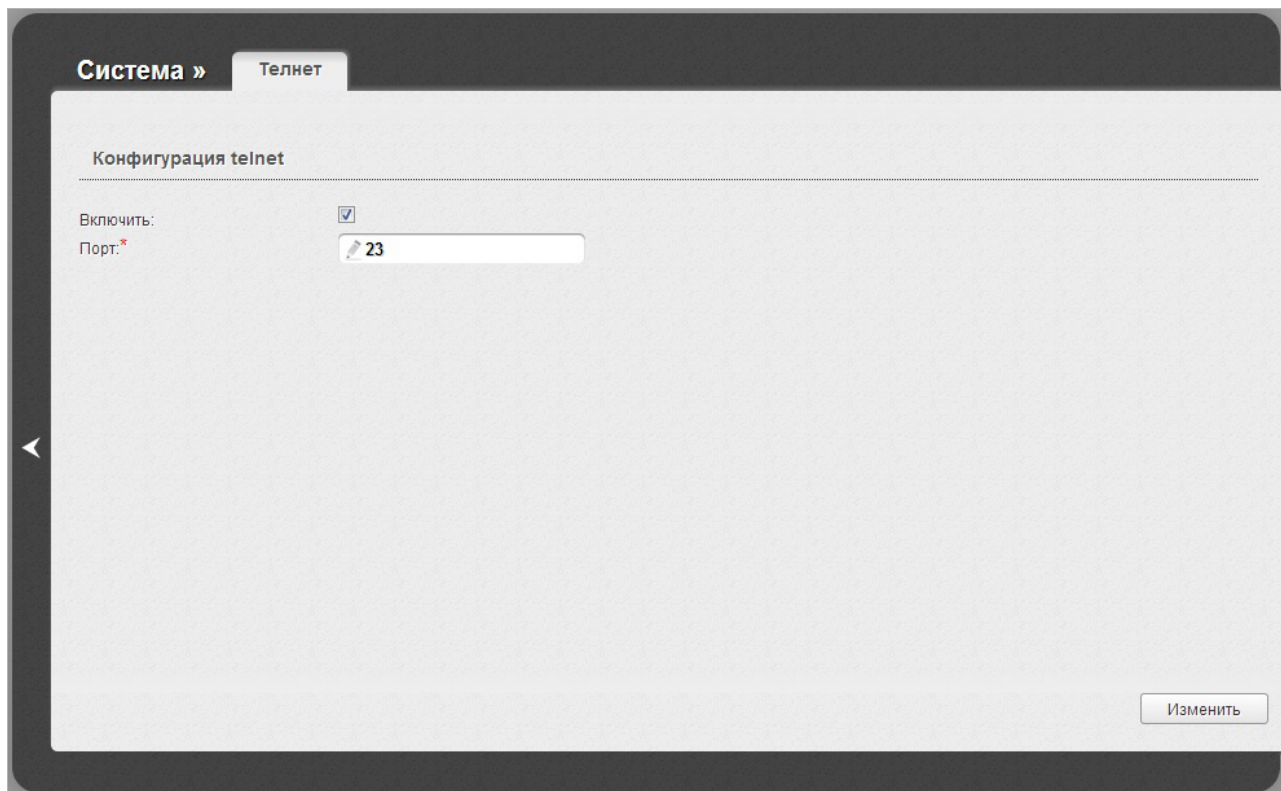 Система » Телнет
Конфигурация telnet
Включить:
Порт:* 23
Изменить